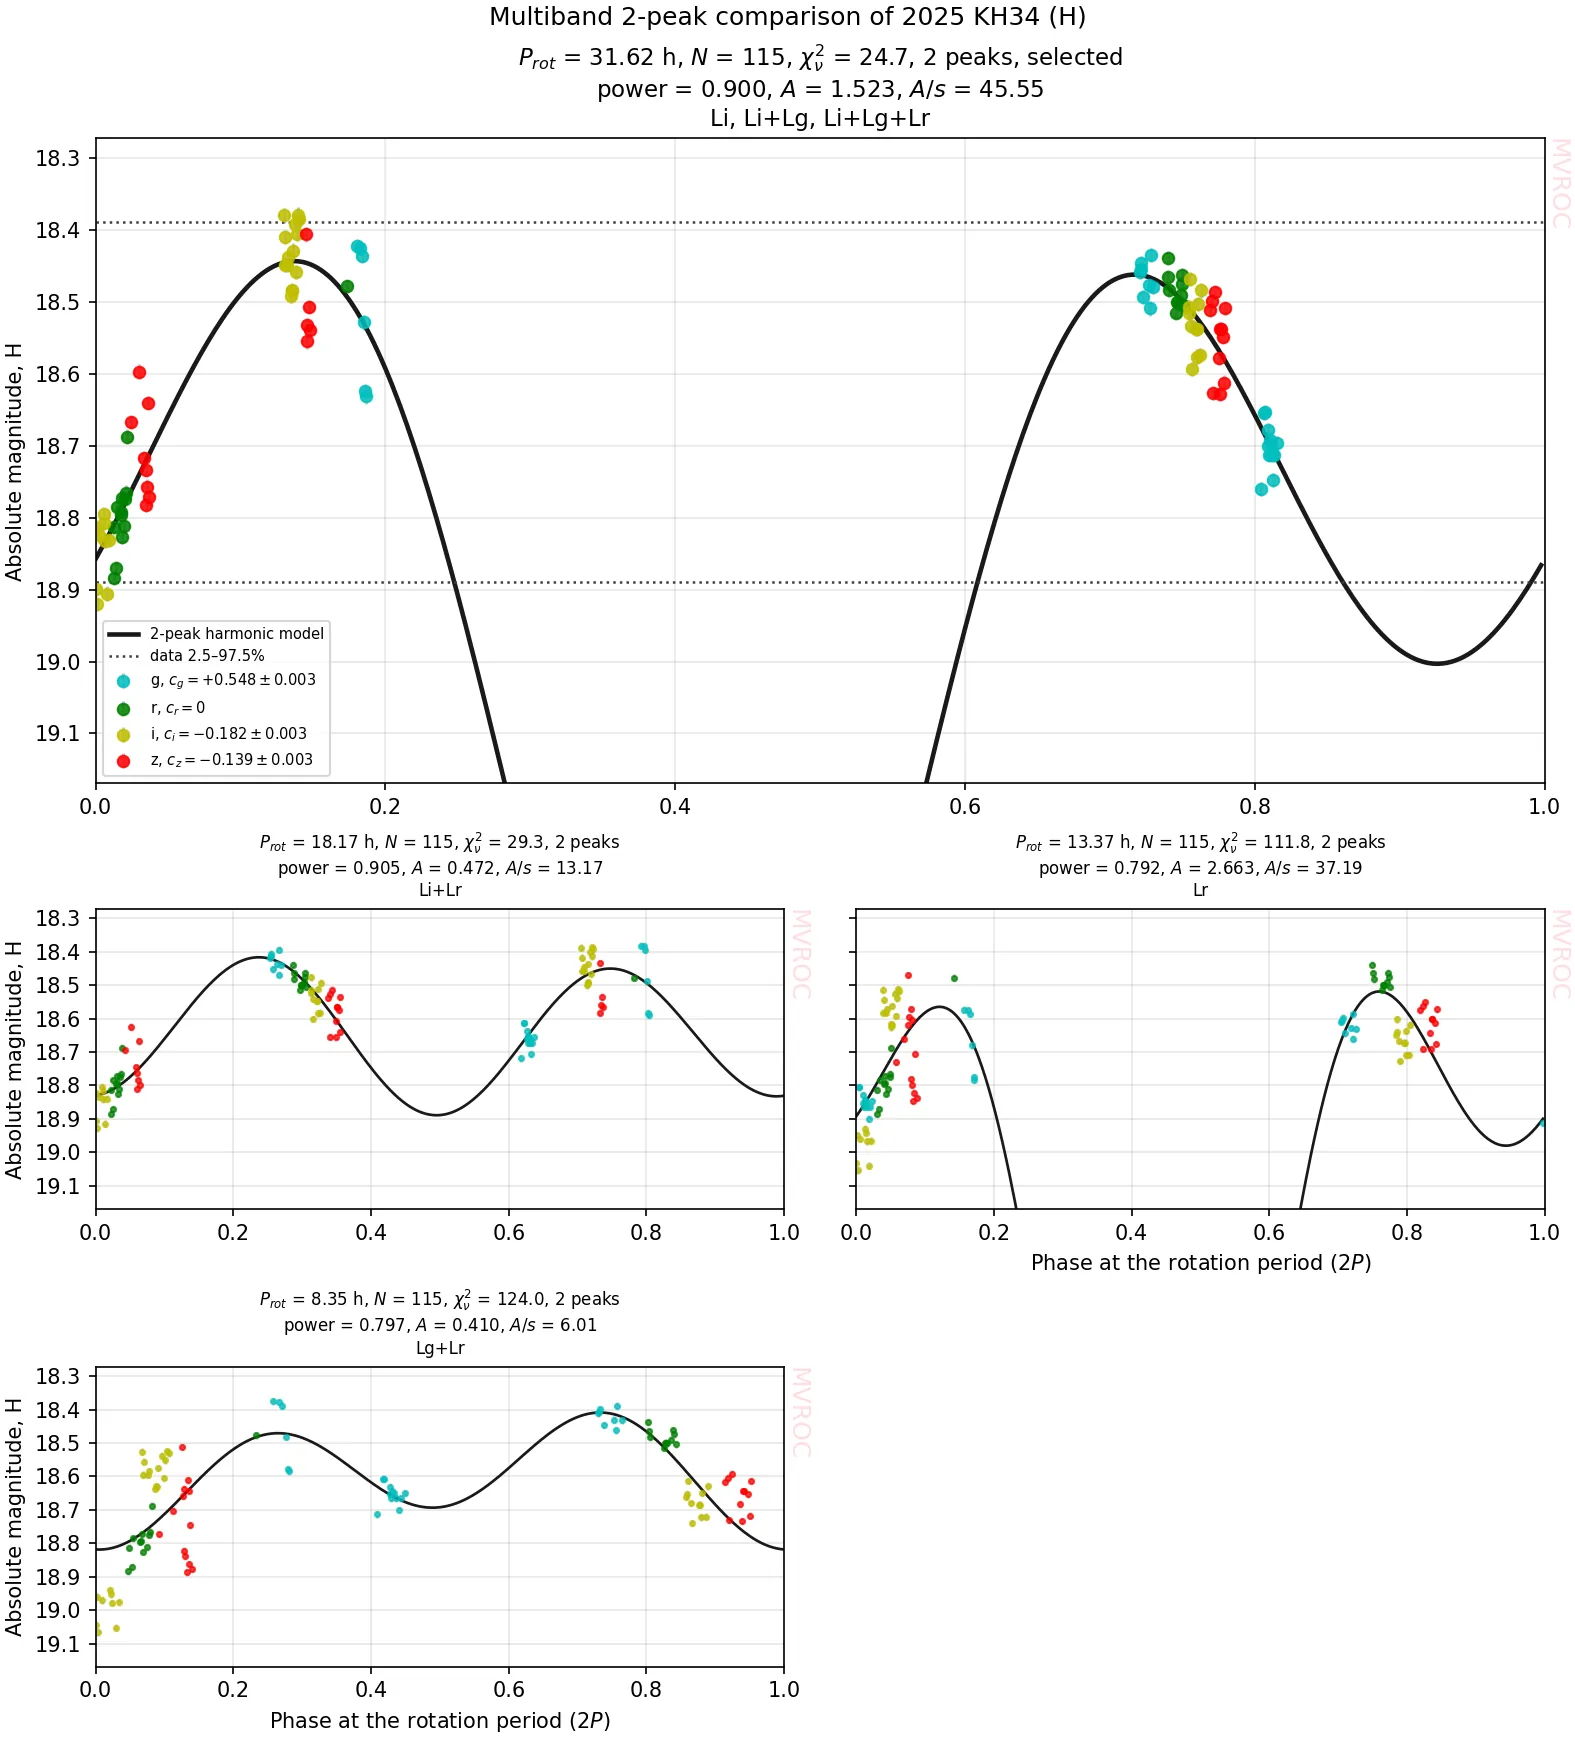 Multiband 2-peak comparison of 2025 KH34 (H)
P_rot = 31.62 h, N = 115, χ²_ν = 24.7, 2 peaks, selected
power = 0.900, A = 1.523, A/s = 45.55
Li, Li+Lg, Li+Lg+Lr
MVROC
Absolute magnitude, H
18.3
18.4
18.5
18.6
18.7
18.8
18.9
19.0
19.1
2-peak harmonic model
data 2.5–97.5%
g, c_g = +0.548 ± 0.003
r, c_r = 0
i, c_i = −0.182 ± 0.003
z, c_z = −0.139 ± 0.003
0.0 0.2 0.4 0.6 0.8 1.0
P_rot = 18.17 h, N = 115, χ²_ν = 29.3, 2 peaks
power = 0.905, A = 0.472, A/s = 13.17
Li+Lr
MVROC
Absolute magnitude, H
18.3
18.4
18.5
18.6
18.7
18.8
18.9
19.0
19.1
0.0 0.2 0.4 0.6 0.8 1.0
P_rot = 13.37 h, N = 115, χ²_ν = 111.8, 2 peaks
power = 0.792, A = 2.663, A/s = 37.19
Lr
MVROC
0.0 0.2 0.4 0.6 0.8 1.0
Phase at the rotation period (2P)
P_rot = 8.35 h, N = 115, χ²_ν = 124.0, 2 peaks
power = 0.797, A = 0.410, A/s = 6.01
Lg+Lr
MVROC
Absolute magnitude, H
18.3
18.4
18.5
18.6
18.7
18.8
18.9
19.0
19.1
0.0 0.2 0.4 0.6 0.8 1.0
Phase at the rotation period (2P)